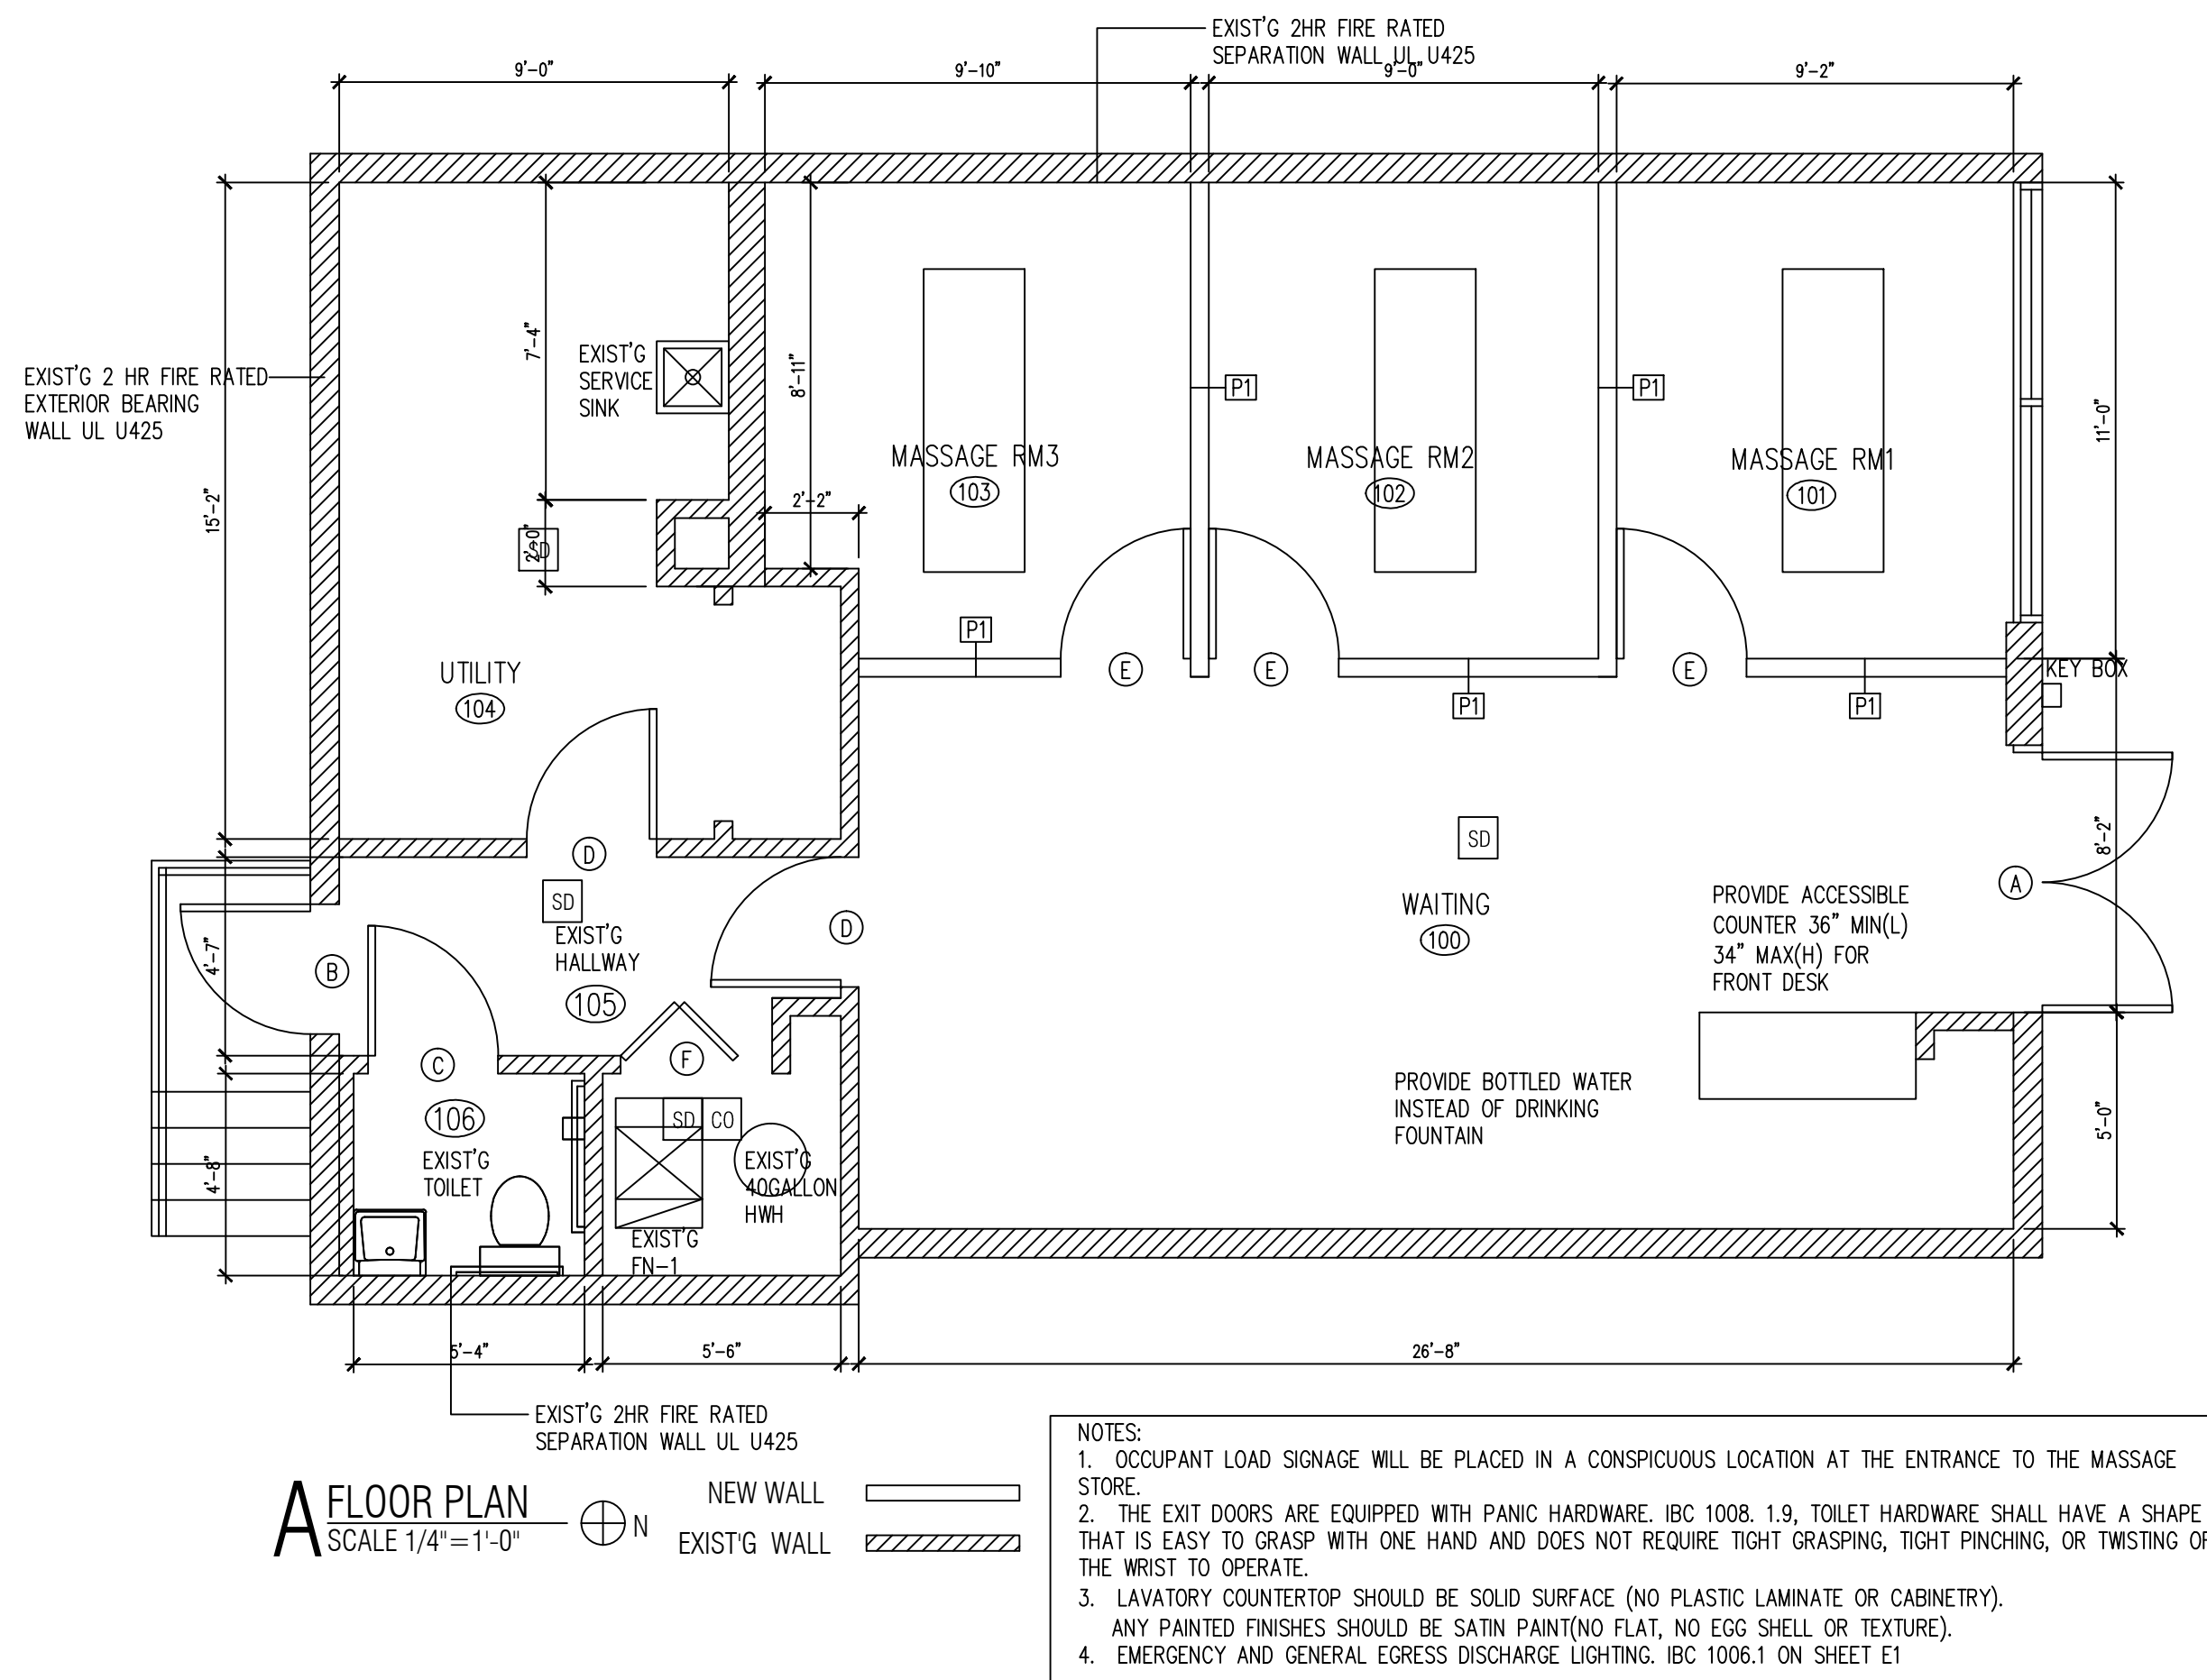 EXIST'G 2HR FIRE RATED
SEPARATION WALL UL U425
9'-0"
9'-10"
9'-0"
9'-2"
EXIST'G 2 HR FIRE RATED
EXTERIOR BEARING
WALL UL U425
15'-2"
7'-4"
2'-0"
SD
EXIST'G
SERVICE
SINK
8'-11"
2'-2"
MASSAGE RM3
103
P1
MASSAGE RM2
102
P1
MASSAGE RM1
101
11'-0"
P1
E
E
E
P1
P1
KEY BOX
UTILITY
104
D
SD
EXIST'G
HALLWAY
105
D
B
4'-7"
C
106
EXIST'G
TOILET
4'-8"
F
SD
CO
EXIST'G
40GALLON
HWH
EXIST'G
FN-1
SD
WAITING
100
8'-2"
A
PROVIDE ACCESSIBLE
COUNTER 36" MIN(L)
34" MAX(H) FOR
FRONT DESK
PROVIDE BOTTLED WATER
INSTEAD OF DRINKING
FOUNTAIN
5'-0"
5'-4"
5'-6"
26'-8"
EXIST'G 2HR FIRE RATED
SEPARATION WALL UL U425
A FLOOR PLAN
SCALE 1/4"=1'-0"
N
NEW WALL
EXIST'G WALL
NOTES:
1. OCCUPANT LOAD SIGNAGE WILL BE PLACED IN A CONSPICUOUS LOCATION AT THE ENTRANCE TO THE MASSAGE
STORE.
2. THE EXIT DOORS ARE EQUIPPED WITH PANIC HARDWARE. IBC 1008. 1.9, TOILET HARDWARE SHALL HAVE A SHAPE
THAT IS EASY TO GRASP WITH ONE HAND AND DOES NOT REQUIRE TIGHT GRASPING, TIGHT PINCHING, OR TWISTING OF
THE WRIST TO OPERATE.
3. LAVATORY COUNTERTOP SHOULD BE SOLID SURFACE (NO PLASTIC LAMINATE OR CABINETRY).
ANY PAINTED FINISHES SHOULD BE SATIN PAINT(NO FLAT, NO EGG SHELL OR TEXTURE).
4. EMERGENCY AND GENERAL EGRESS DISCHARGE LIGHTING. IBC 1006.1 ON SHEET E1